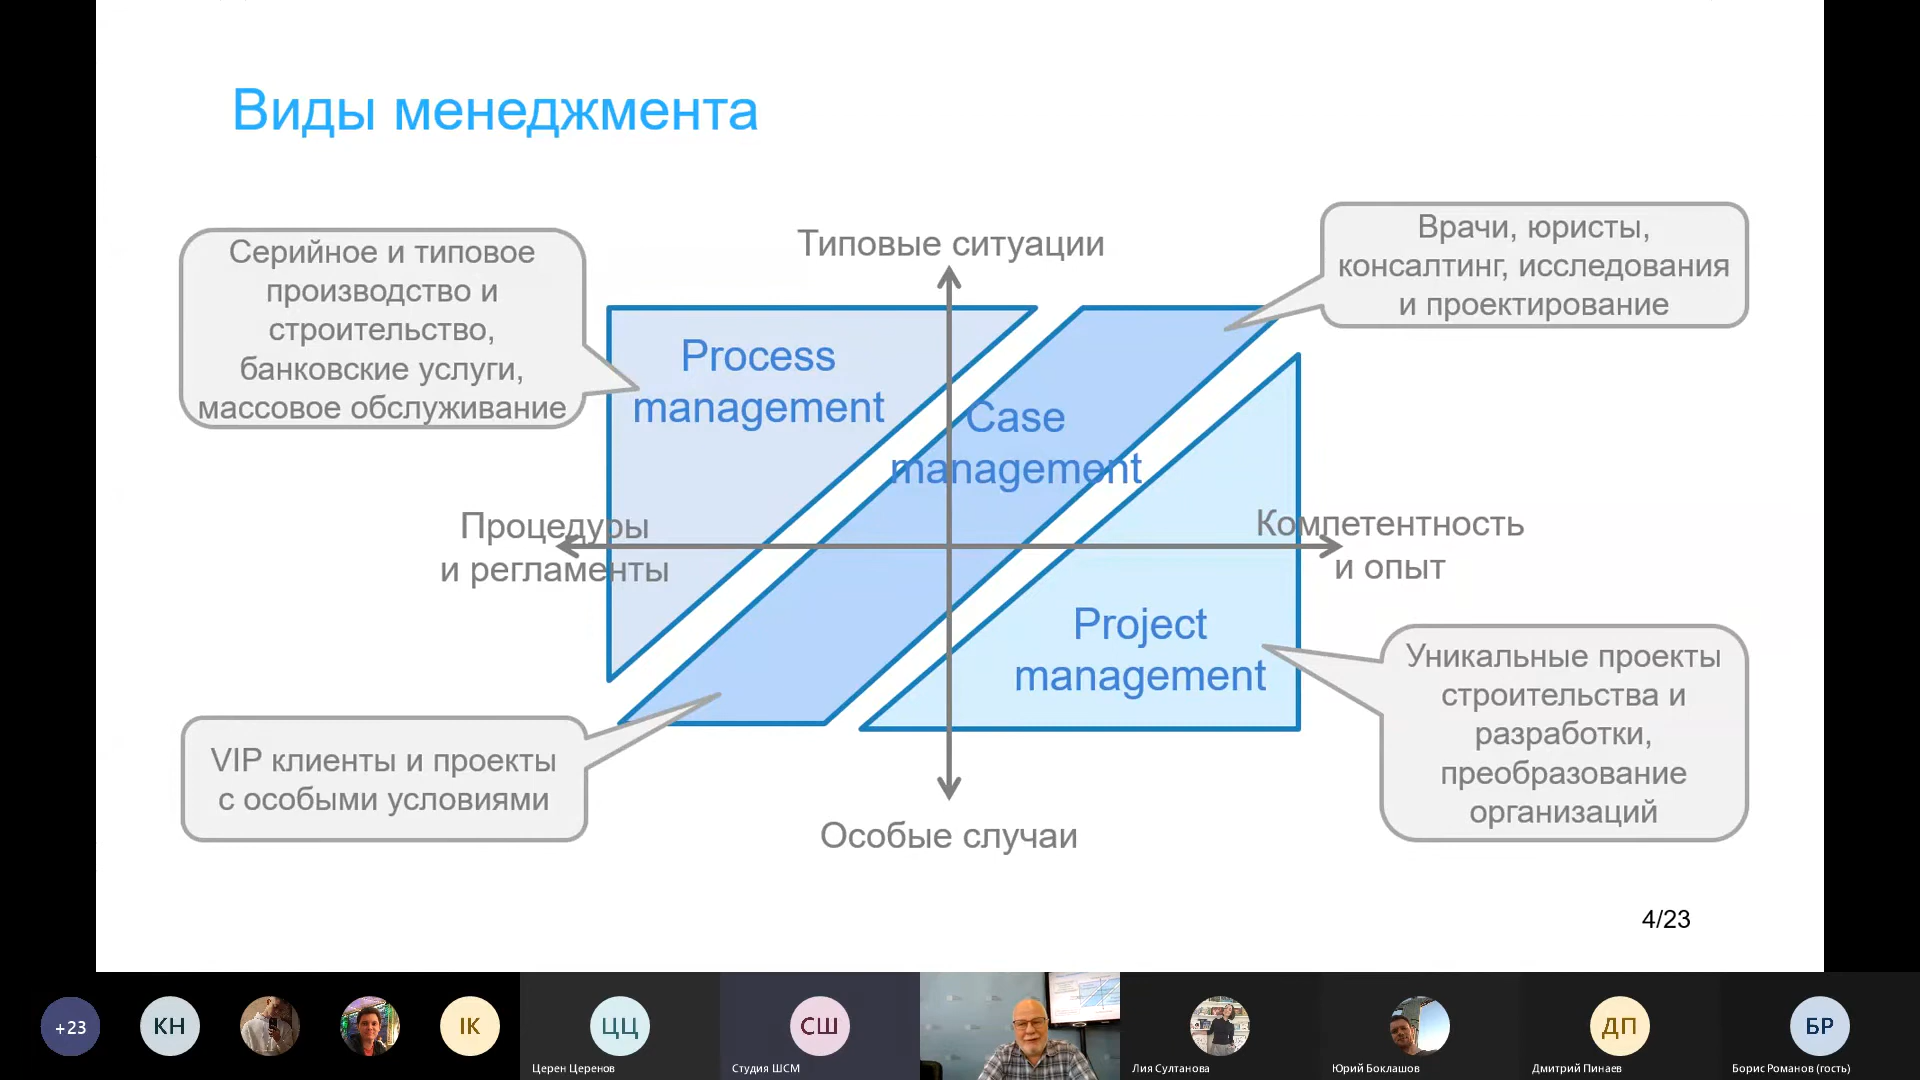 Виды менеджмента
Типовые ситуации
Серийное и типовое
производство и
строительство,
банковские услуги,
массовое обслуживание
Врачи, юристы,
консалтинг, исследования
и проектирование
Process
management
Case
management
Процедуры
и регламенты
Компетентность
и опыт
Project
management
VIP клиенты и проекты
с особыми условиями
Уникальные проекты
строительства и
разработки,
преобразование
организаций
Особые случаи
4/23
+23
КН
ІК
ЦЦ
Церен Церенов
СШ
Студия ШСМ
Лия Султанова
Юрий Боклашов
ДП
Дмитрий Пинаев
БР
Борис Романов (гость)